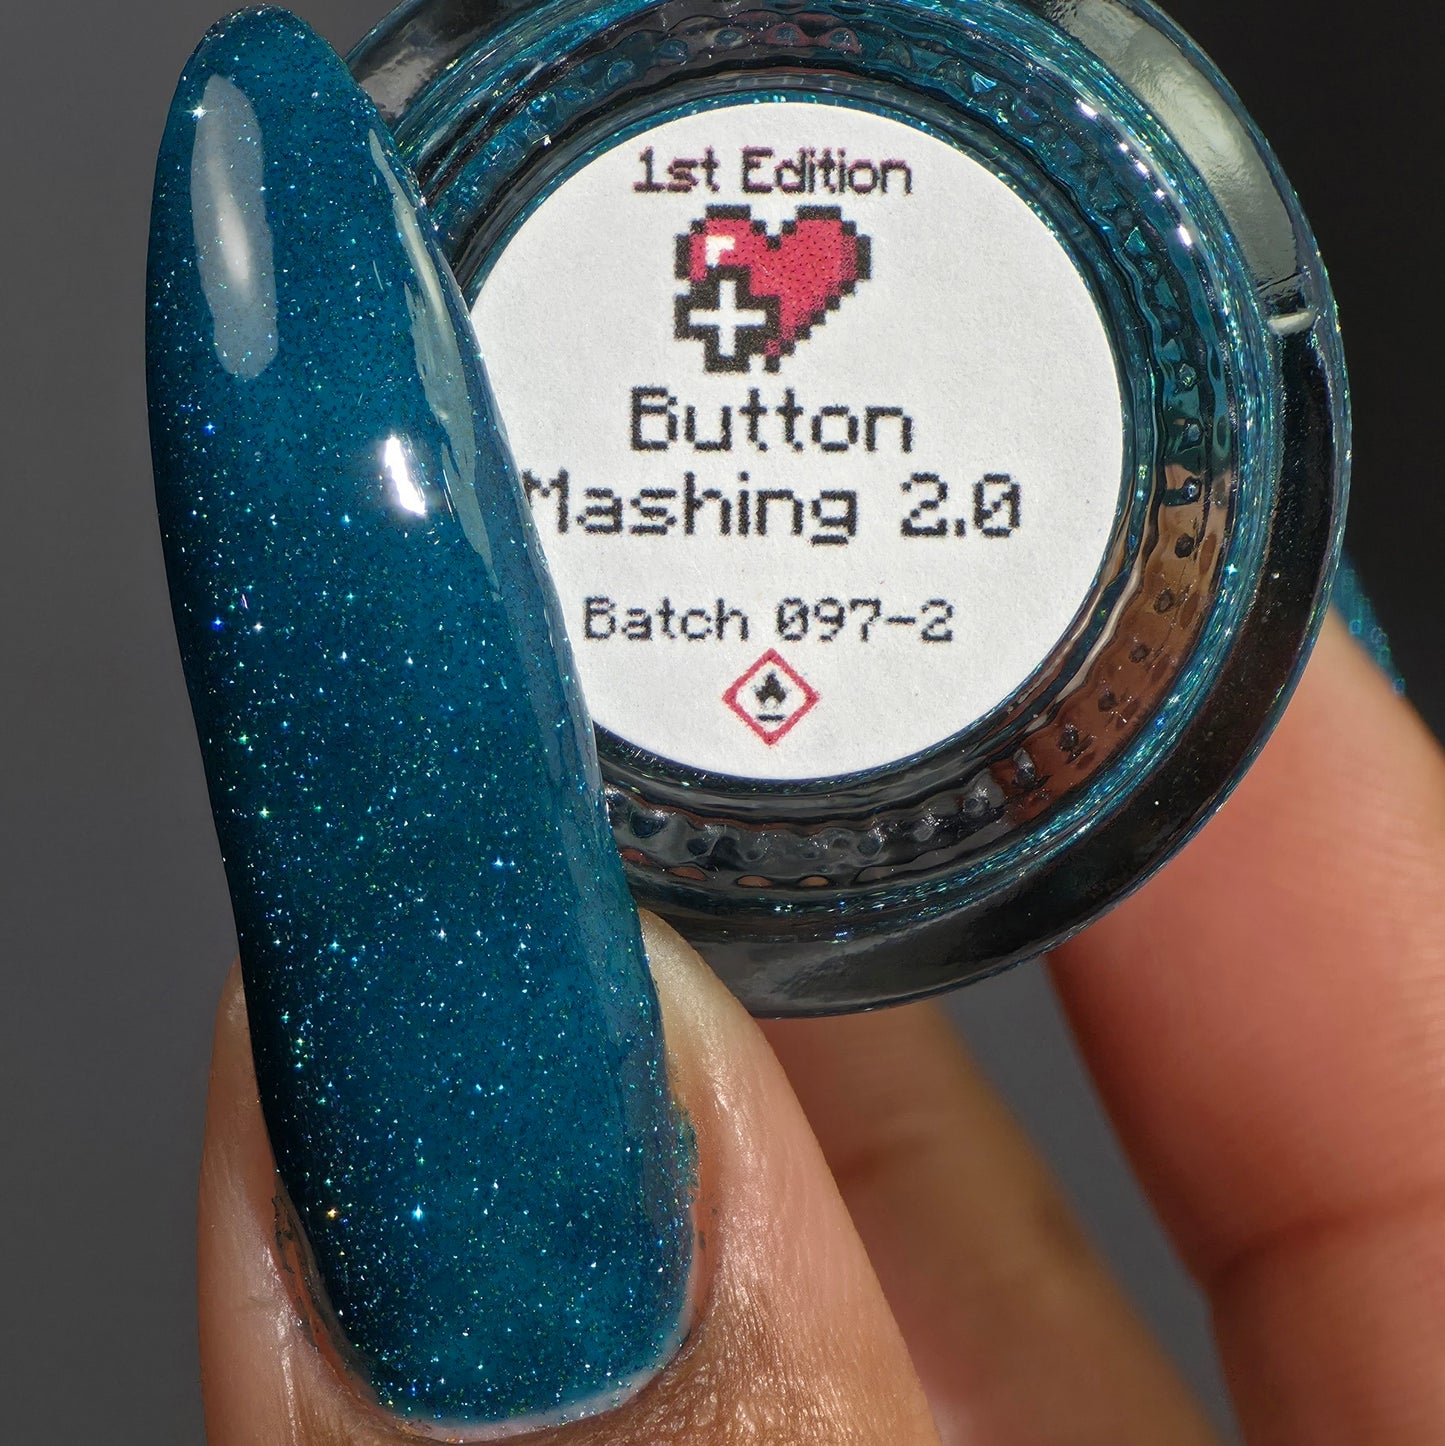 1st Edition
Button
Mashing 2.0
Batch 097-2